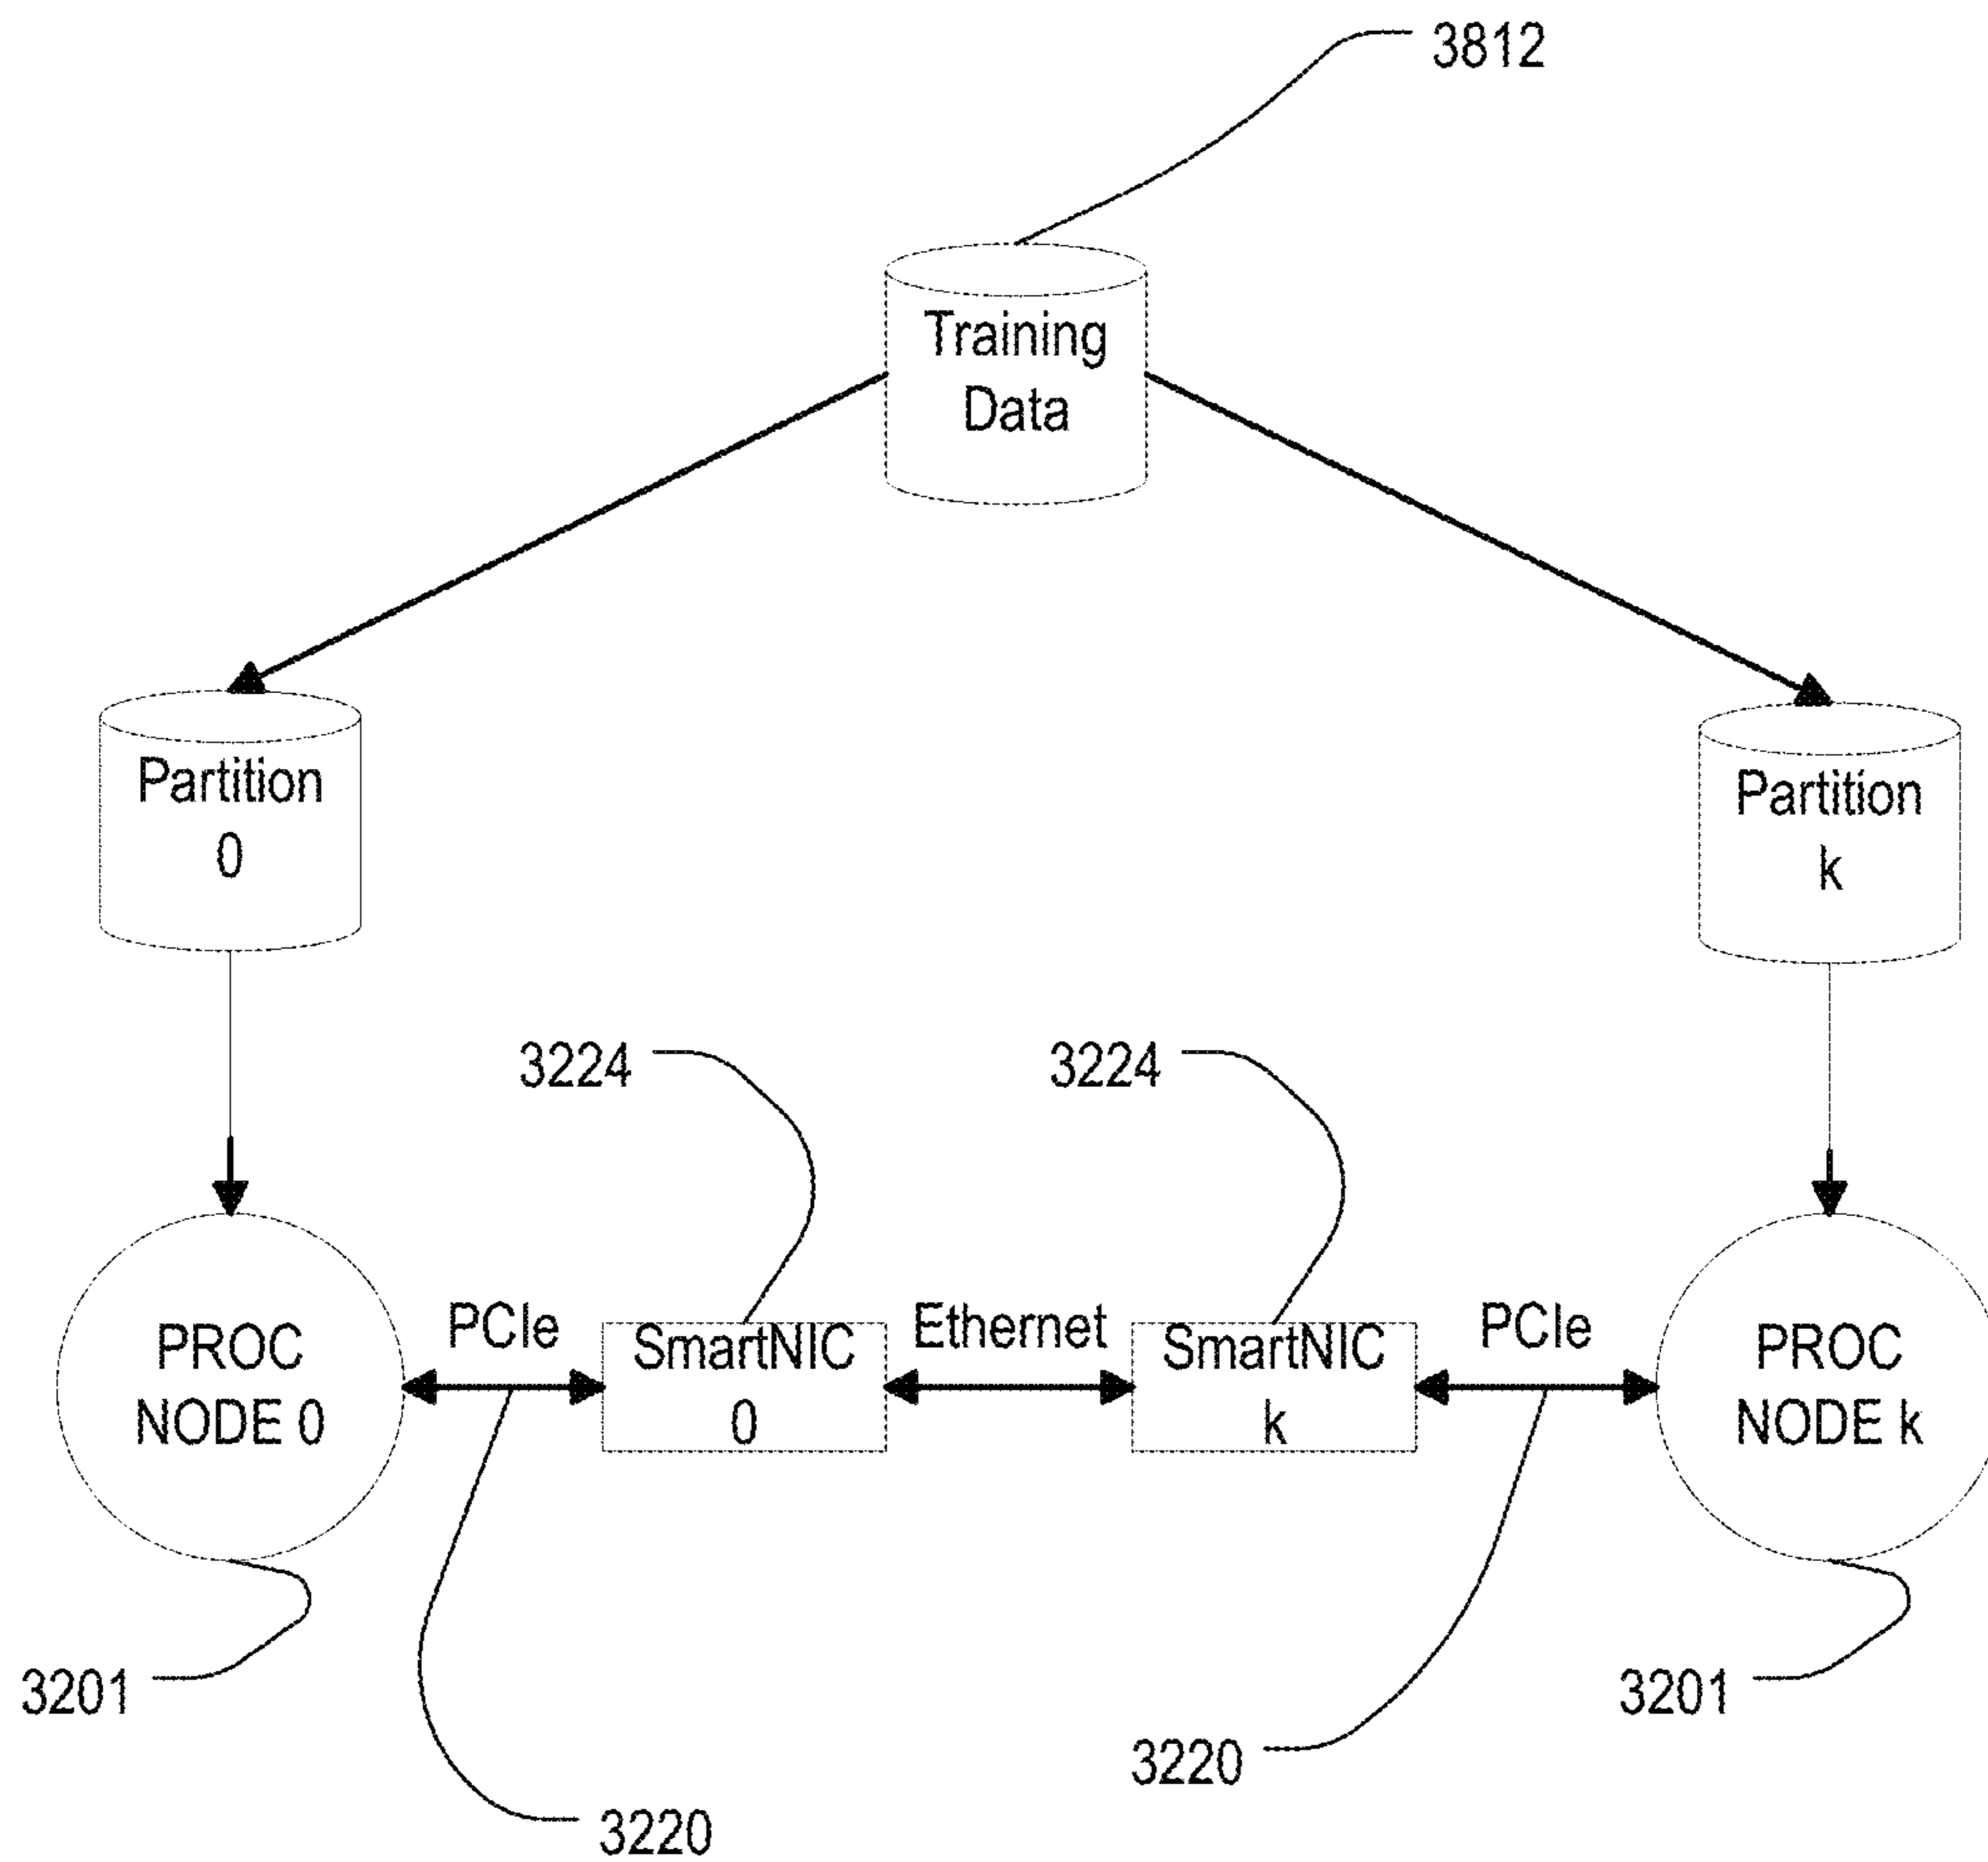 3812
Training
Data
Partition
0
Partition
k
3224
3224
PCIe
SmartNIC
0
Ethernet
SmartNIC
k
PCIe
PROC
NODE 0
PROC
NODE k
3201
3220
3220
3201